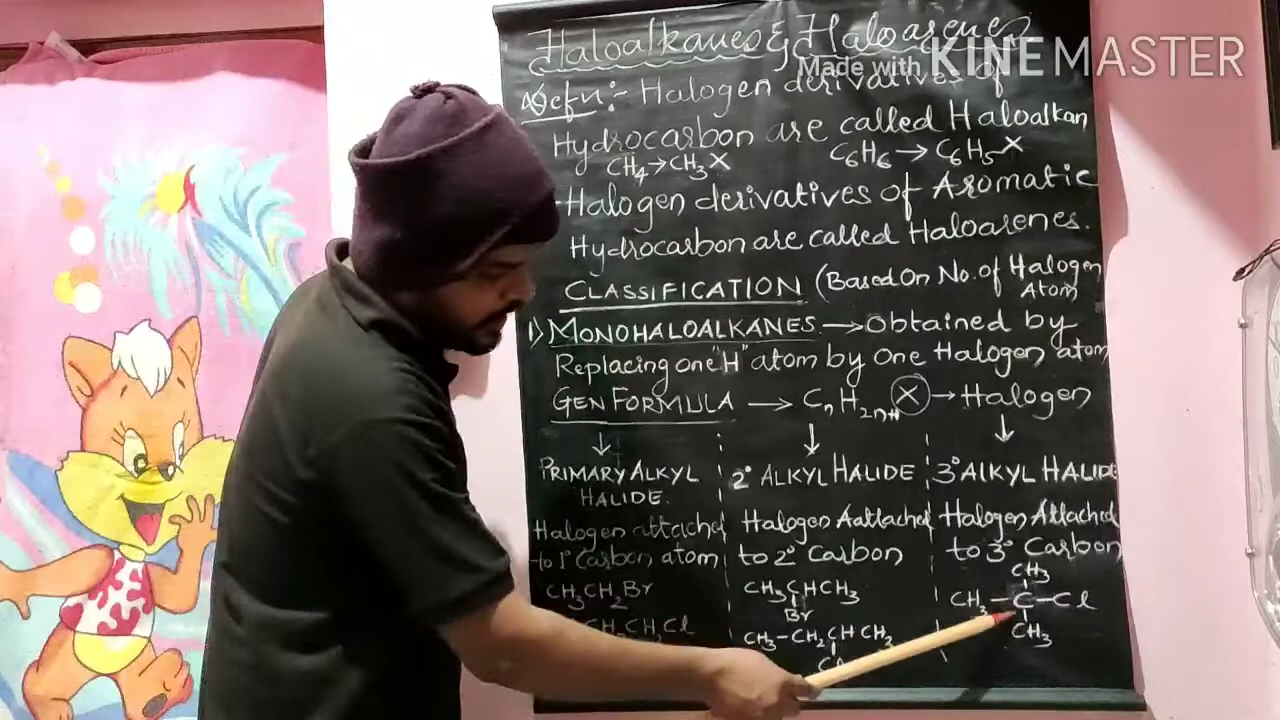 Haloalkanes & Haloarenes
Made with KINEMASTER
Defn:- Halogen derivatives of
Hydrocarbon are called Haloalkan
CH4→CH3X C6H6→C6H5X
Halogen derivatives of Aromatic
Hydrocarbon are called Haloarenes.
CLASSIFICATION (Based On No. of Halogen
Atom
1) MONOHALOALKANES → Obtained by
Replacing one "H" atom by one Halogen atom
GEN FORMULA → CnH2n+1 X → Halogen
↓ ↓ ↓
PRIMARY ALKYL 2° ALKYL HALIDE 3° ALKYL HALIDE
HALIDE.
Halogen attached Halogen Aattached Halogen Attached
to 1° Carbon atom to 2° Carbon to 3° Carbon
CH3
CH3CH2Br CH3CHCH3 CH3-C-Cl
Br
CH2CH2Cl CH3-CH2CHCH3 CH3